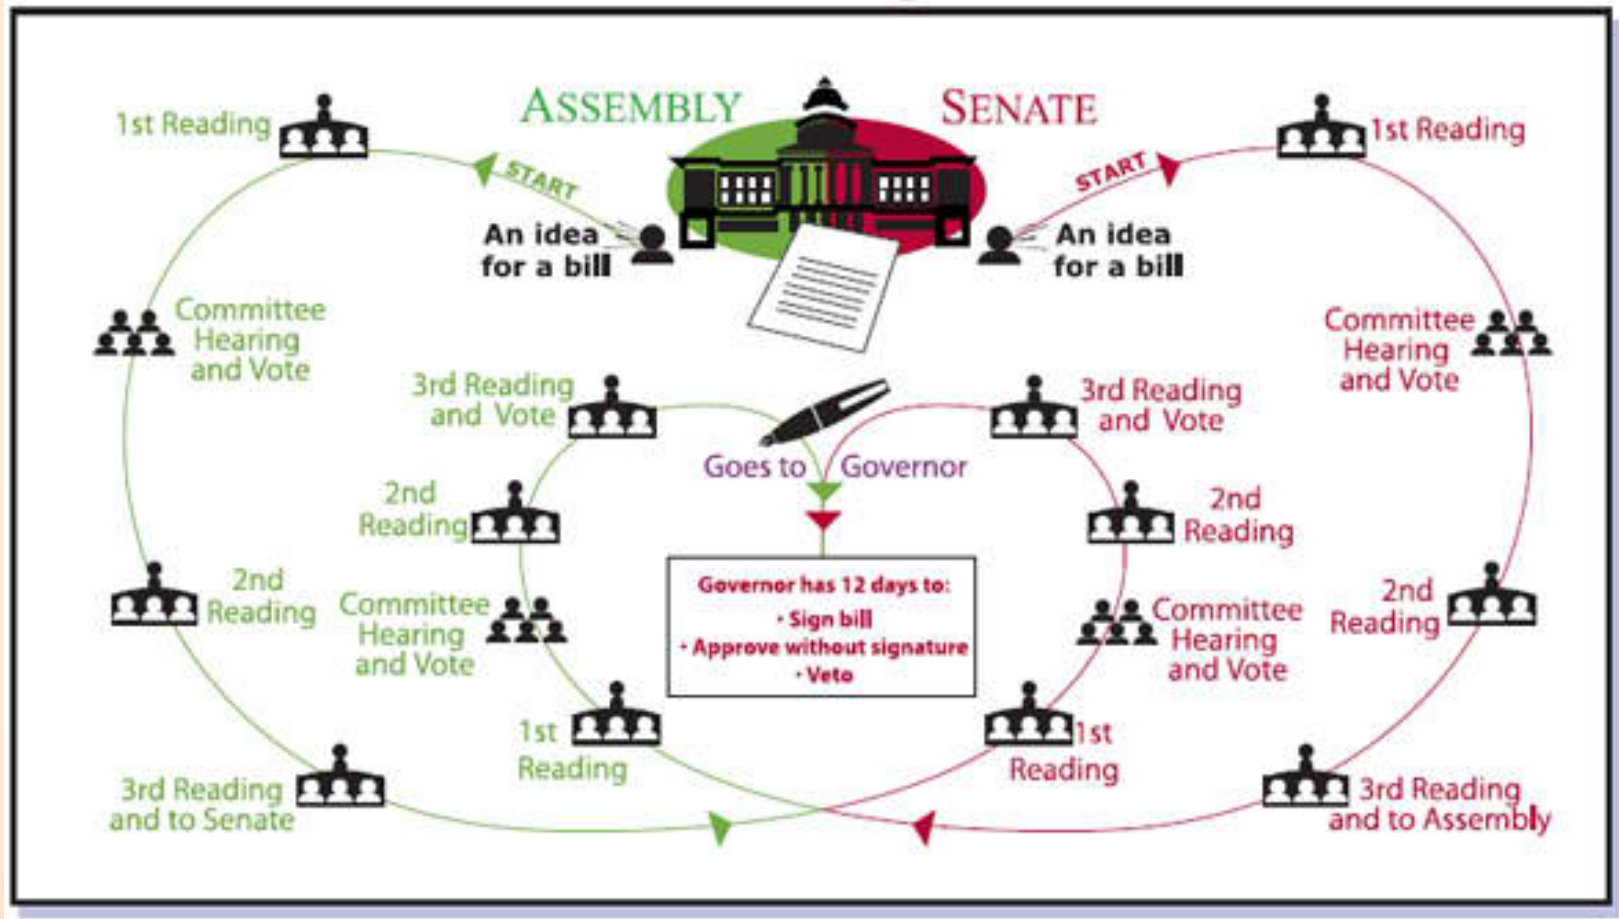 ASSEMBLY
SENATE
START
An idea
for a bill
START
An idea
for a bill
1st Reading
Committee
Hearing
and Vote
2nd
Reading
3rd Reading
and to Senate
1st Reading
Committee
Hearing
and Vote
2nd
Reading
3rd Reading
and to Assembly
3rd Reading
and Vote
2nd
Reading
Committee
Hearing
and Vote
1st
Reading
3rd Reading
and Vote
2nd
Reading
Committee
Hearing
and Vote
1st
Reading
Goes to Governor
Governor has 12 days to:
· Sign bill
· Approve without signature
· Veto